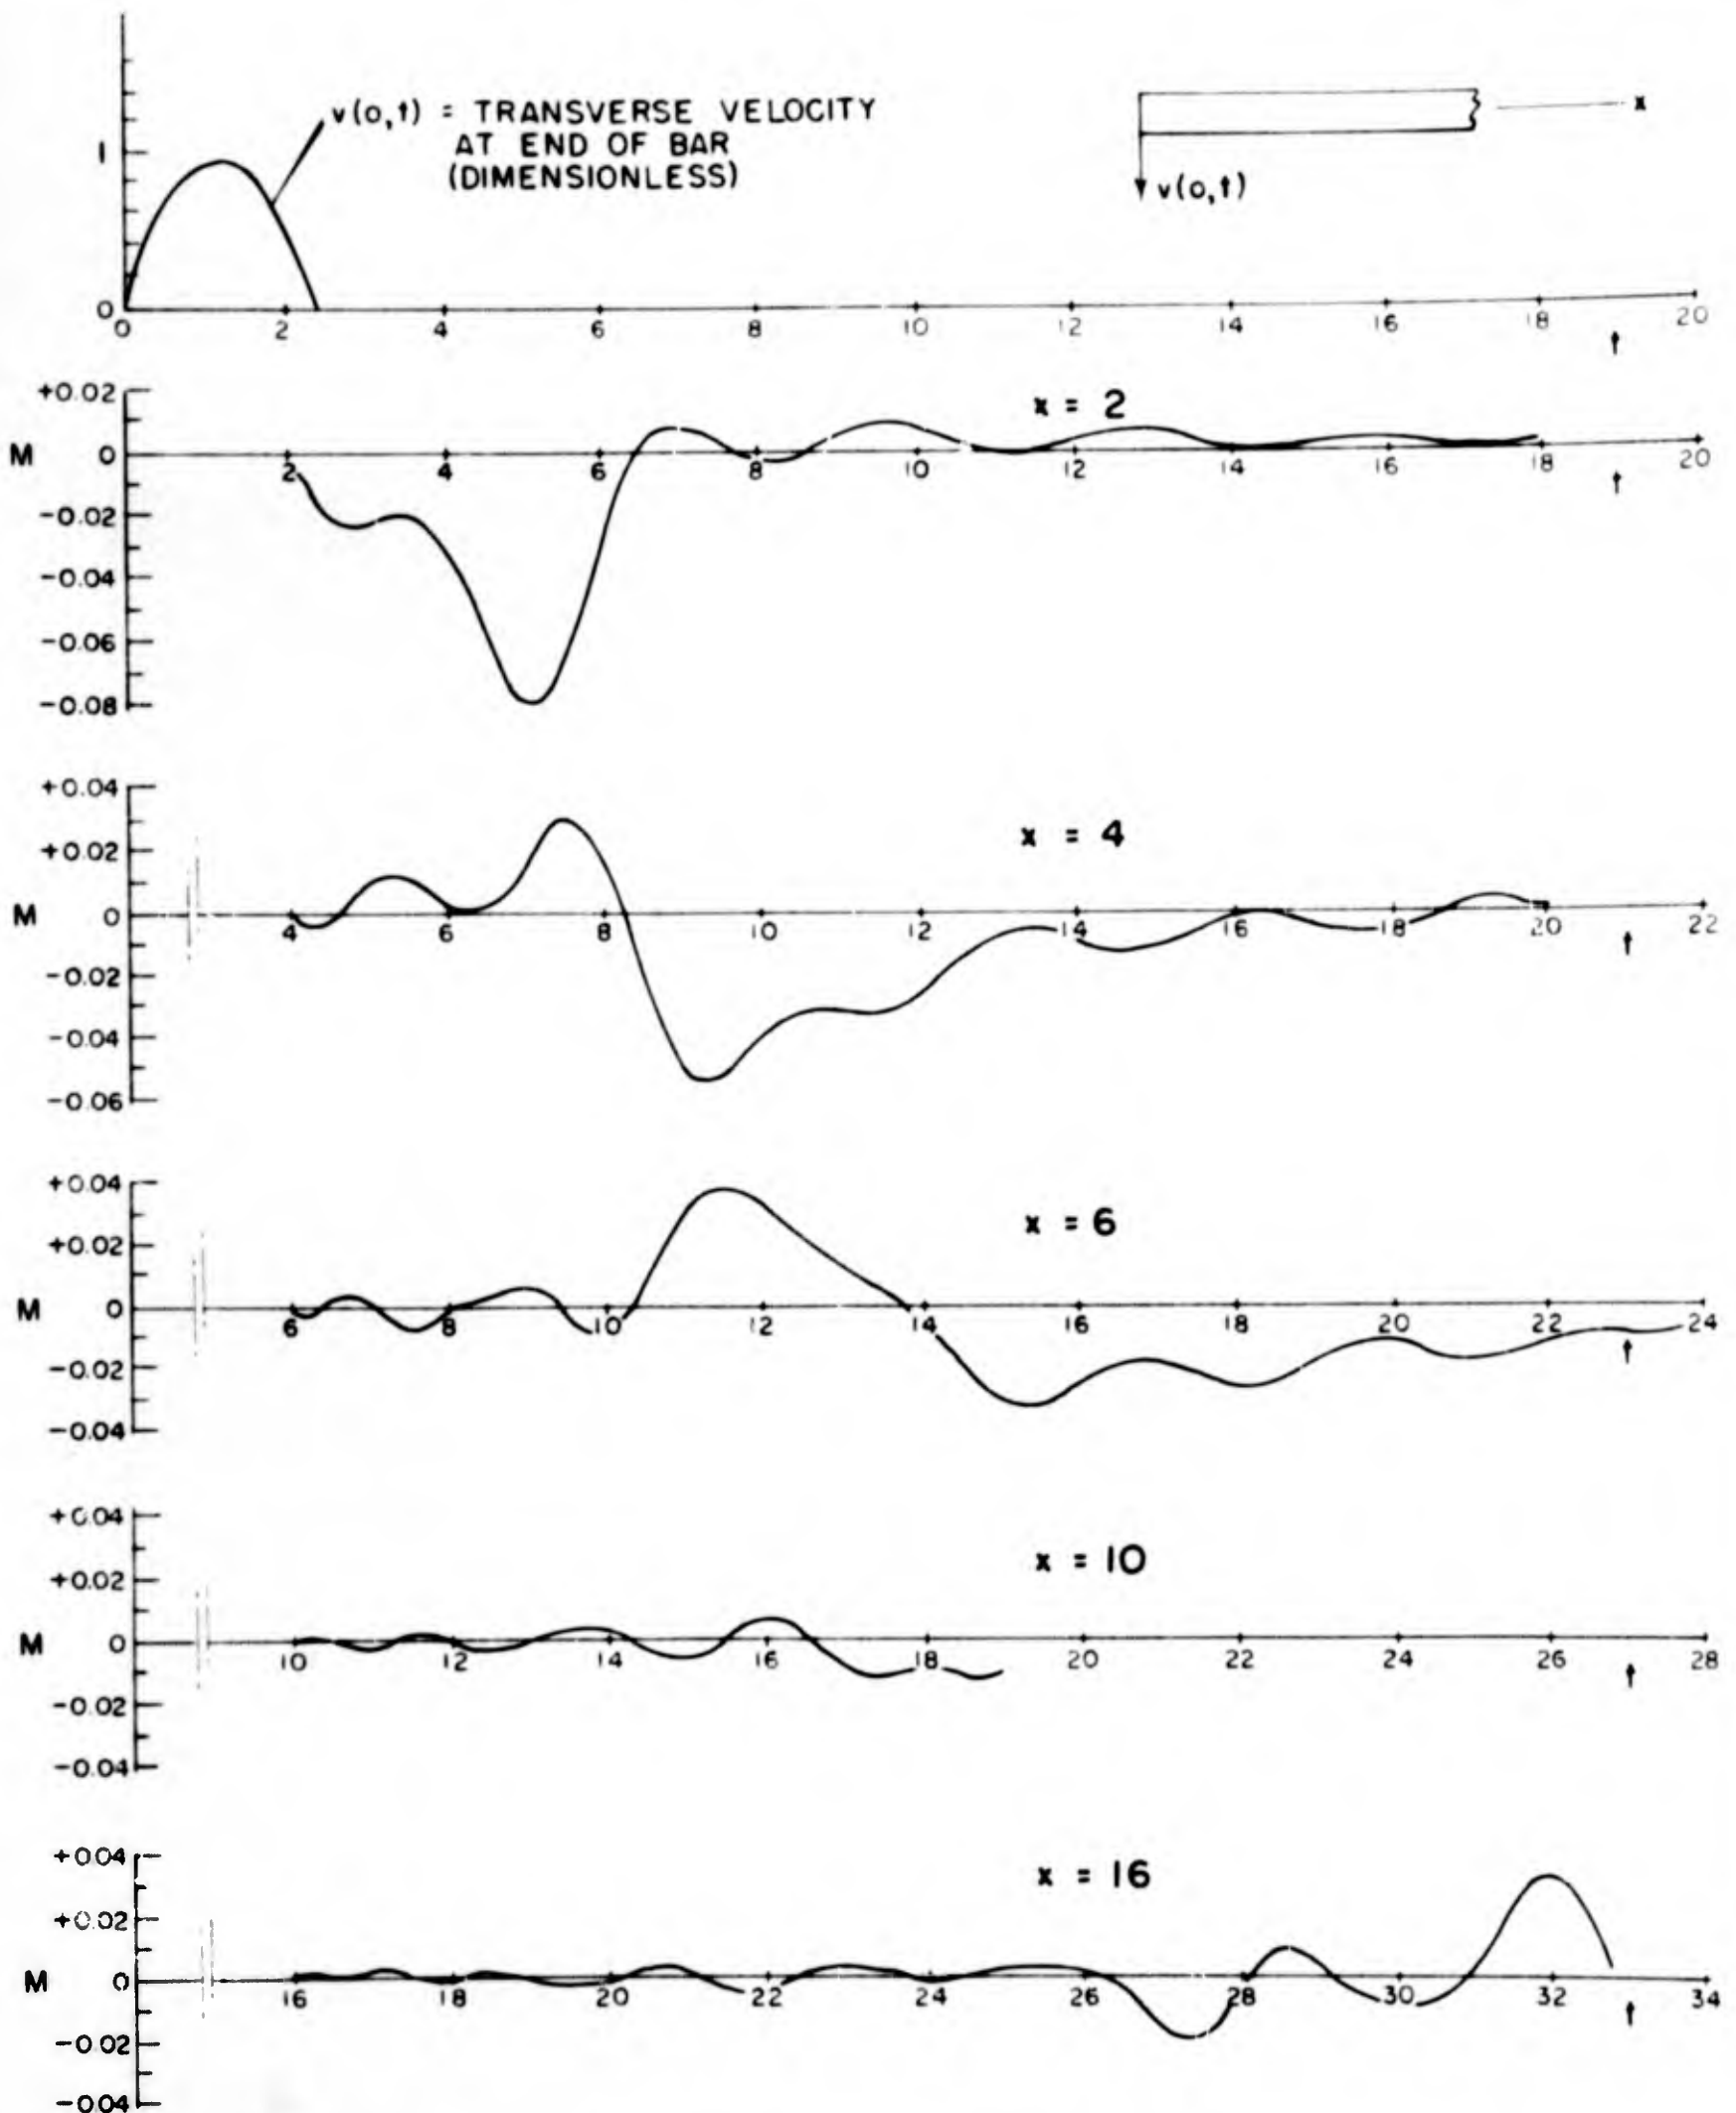 v(0,t) = TRANSVERSE VELOCITY
AT END OF BAR
(DIMENSIONLESS)
x
v(0,t)
1
0
0 2 4 6 8 10 12 14 16 18 20
t
+0.02
M 0
-0.02
-0.04
-0.06
-0.08
x = 2
2 4 6 8 10 12 14 16 18 20
t
+0.04
+0.02
M 0
-0.02
-0.04
-0.06
x = 4
4 6 8 10 12 14 16 18 20 22
t
+0.04
+0.02
M 0
-0.02
-0.04
x = 6
6 8 10 12 14 16 18 20 22 24
t
+0.04
+0.02
M 0
-0.02
-0.04
x = 10
10 12 14 16 18 20 22 24 26 28
t
+0.04
+0.02
M 0
-0.02
-0.04
x = 16
16 18 20 22 24 26 28 30 32 34
t